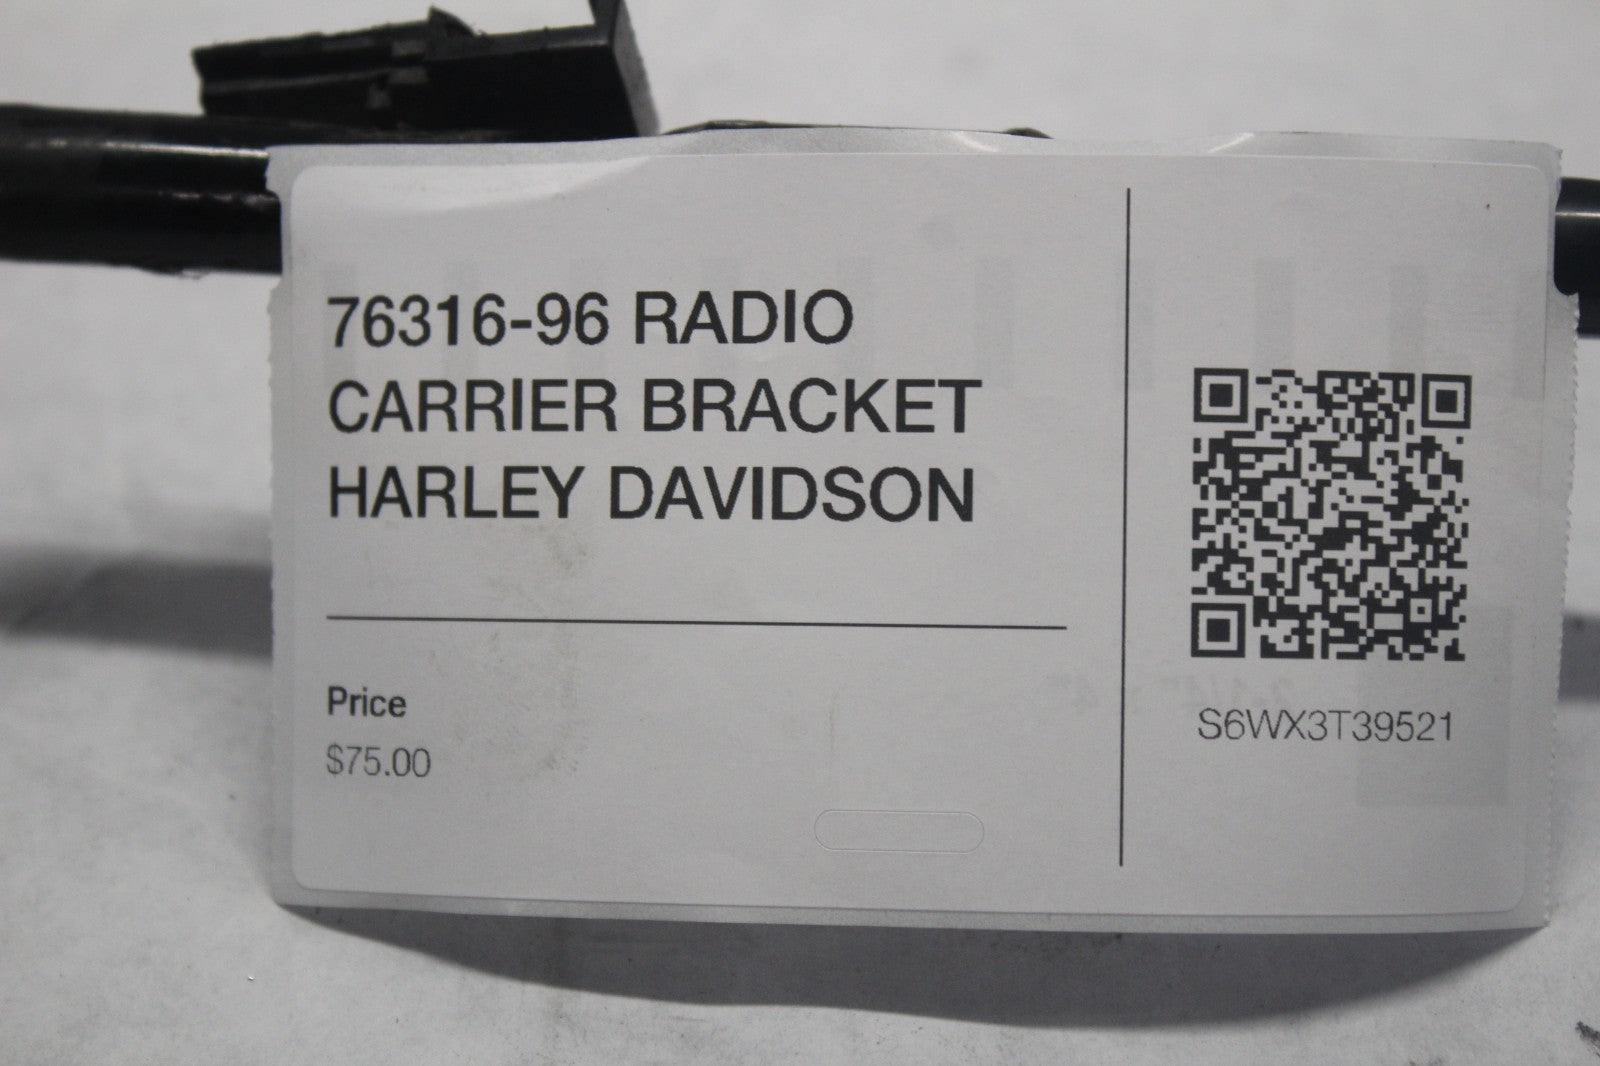 76316-96 RADIO
CARRIER BRACKET
HARLEY DAVIDSON
Price
$75.00
S6WX3T39521